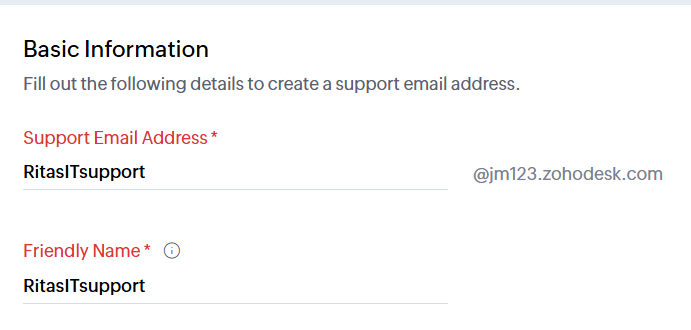 Basic Information
Fill out the following details to create a support email address.
Support Email Address *
RitasITsupport
@jm123.zohodesk.com
Friendly Name *
RitasITsupport